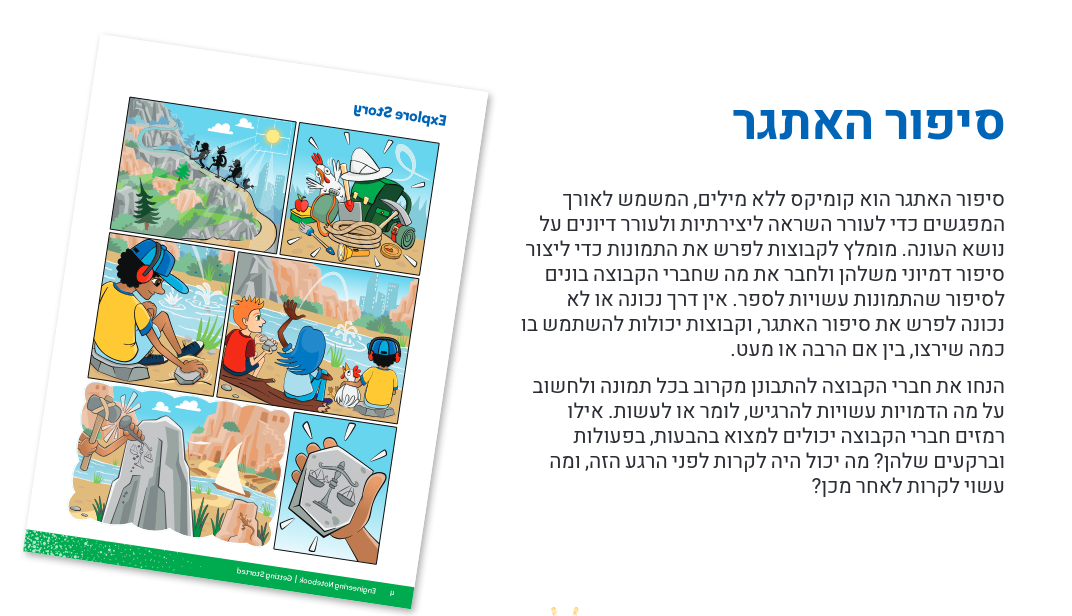 סיפור האתגר
סיפור האתגר הוא קומיקס ללא מילים, המשמש לאורך
המפגשים כדי לעורר השראה ליצירתיות ולעורר דיונים על
נושא העונה. מומלץ לקבוצות לפרש את התמונות כדי ליצור
סיפור דמיוני משלהן ולחבר את מה שחברי הקבוצה בונים
לסיפור שהתמונות עשויות לספר. אין דרך נכונה או לא
נכונה לפרש את סיפור האתגר, וקבוצות יכולות להשתמש בו
כמה שירצו, בין אם הרבה או מעט.
הנחו את חברי הקבוצה להתבונן מקרוב בכל תמונה ולחשוב
על מה הדמויות עשויות להרגיש, לומר או לעשות. אילו
רמזים חברי הקבוצה יכולים למצוא בהבעות, בפעולות
וברקעים שלהן? מה יכול היה לקרות לפני הרגע הזה, ומה
עשוי לקרות לאחר מכן?
Explore Story
4 Engineering Notebook | Getting Started